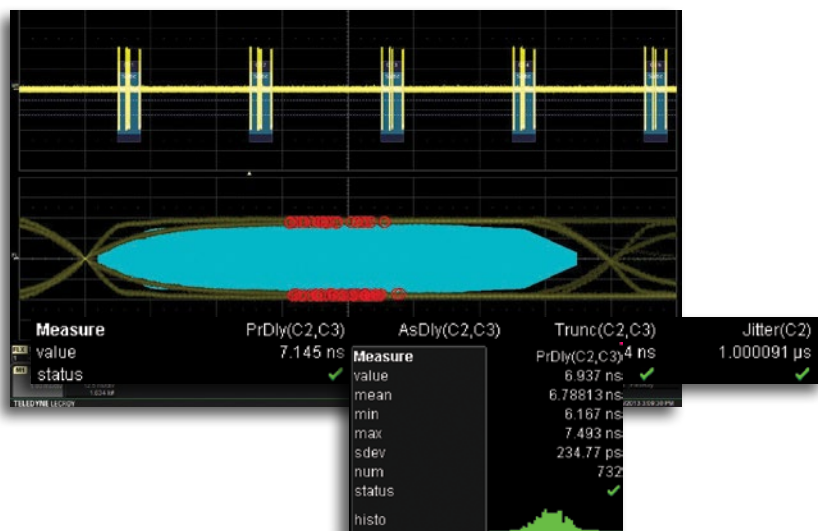 Measure PrDly(C2,C3) AsDly(C2,C3) Trunc(C2,C3) Jitter(C2)
value 7.145 ns 4 ns 1.000091 µs
status
TELEDYNE LECROY
Measure PrDly(C2,C3)
value 6.937 ns
mean 6.78813 ns
min 6.167 ns
max 7.493 ns
sdev 234.77 ps
num 732
status
histo